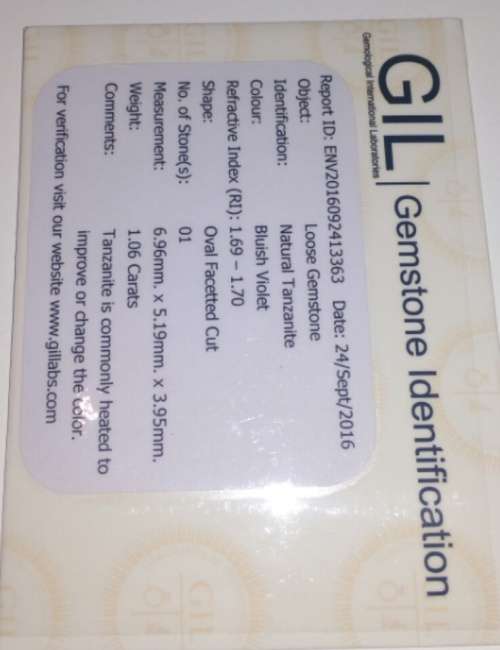 GIL | Gemstone Identification
Gemological International Laboratories
Report ID: ENV2016092413363 Date: 24/Sept/2016
Object: Loose Gemstone
Identification: Natural Tanzanite
Colour: Bluish Violet
Refractive Index (RI): 1.69 – 1.70
Shape: Oval Facetted Cut
No. of Stone(s): 01
Measurement: 6.96mm. x 5.19mm. x 3.95mm.
Weight: 1.06 Carats
Comments: Tanzanite is commonly heated to
improve or change the color.
For verification visit our website www.gillabs.com